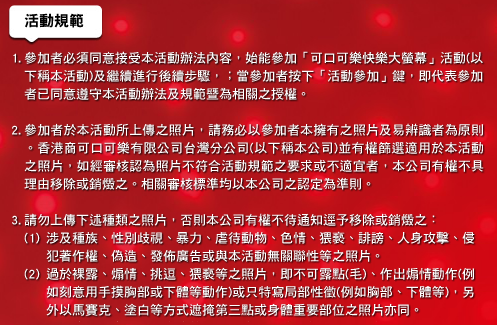 活動規範
1. 參加者必須同意接受本活動辦法內容，始能參加「可口可樂快樂大螢幕」活動(以
下稱本活動)及繼續進行後續步驟，；當參加者按下「活動參加」鍵，即代表參加
者已同意遵守本活動辦法及規範暨為相關之授權。
2. 參加者於本活動所上傳之照片，請務必以參加者本擁有之照片及易辨識者為原則
。香港商可口可樂有限公司台灣分公司(以下稱本公司)並有權篩選適用於本活動
之照片，如經審核認為照片不符合活動規範之要求或不適宜者，本公司有權不具
理由移除或銷燬之。相關審核標準均以本公司之認定為準則。
3. 請勿上傳下述種類之照片，否則本公司有權不待通知逕予移除或銷燬之：
(1) 涉及種族、性別歧視、暴力、虐待動物、色情、猥褻、誹謗、人身攻擊、侵
犯著作權、偽造、發佈廣告或與本活動無關聯性等之照片。
(2) 過於裸露、煽情、挑逗、猥褻等之照片，即不可露點(毛)、作出煽情動作(例
如刻意用手摸胸部或下體等動作)或只特寫局部性徵(例如胸部、下體等)，另
外以馬賽克、塗白等方式遮掩第三點或身體重要部位之照片亦同。